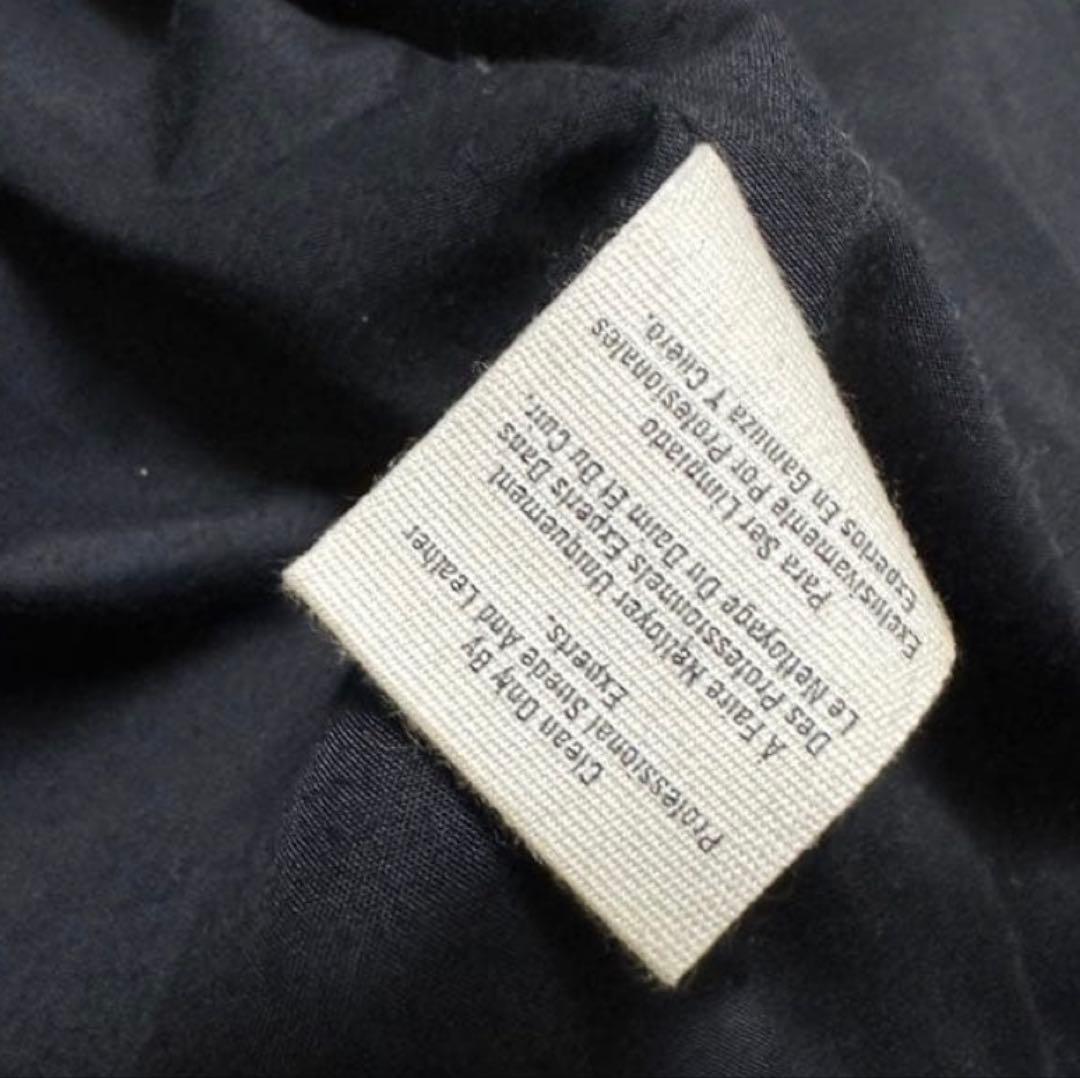 Clean Only By
Professional Suede And Leather
Experts.
À Faire Nettoyer Uniquement
Des Professionnels Experts Das
Le Nettoyage Du Daim Et Du Cuir.
Para Ser Limpiado
Exclusivamente Por Profesionales
Expertos En Gamuza Y Cuero.